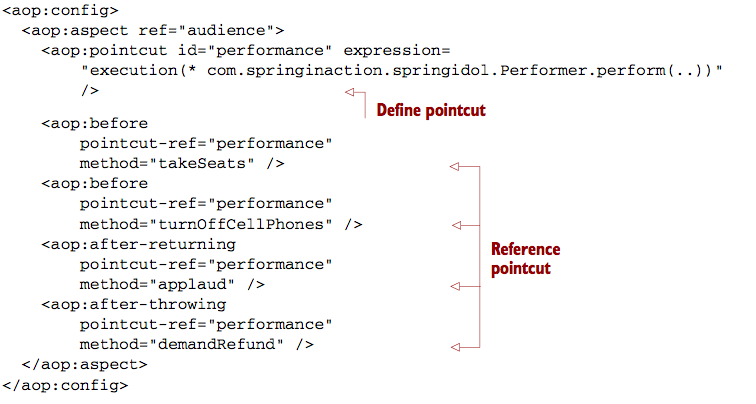 <aop:config>
<aop:aspect ref="audience">
<aop:pointcut id="performance" expression=
"execution(* com.springinaction.springidol.Performer.perform(..))"
/>
Define pointcut
<aop:before
pointcut-ref="performance"
method="takeSeats" />
<aop:before
pointcut-ref="performance"
method="turnOffCellPhones" />
<aop:after-returning
pointcut-ref="performance"
method="applaud" />
<aop:after-throwing
pointcut-ref="performance"
method="demandRefund" />
Reference
pointcut
</aop:aspect>
</aop:config>